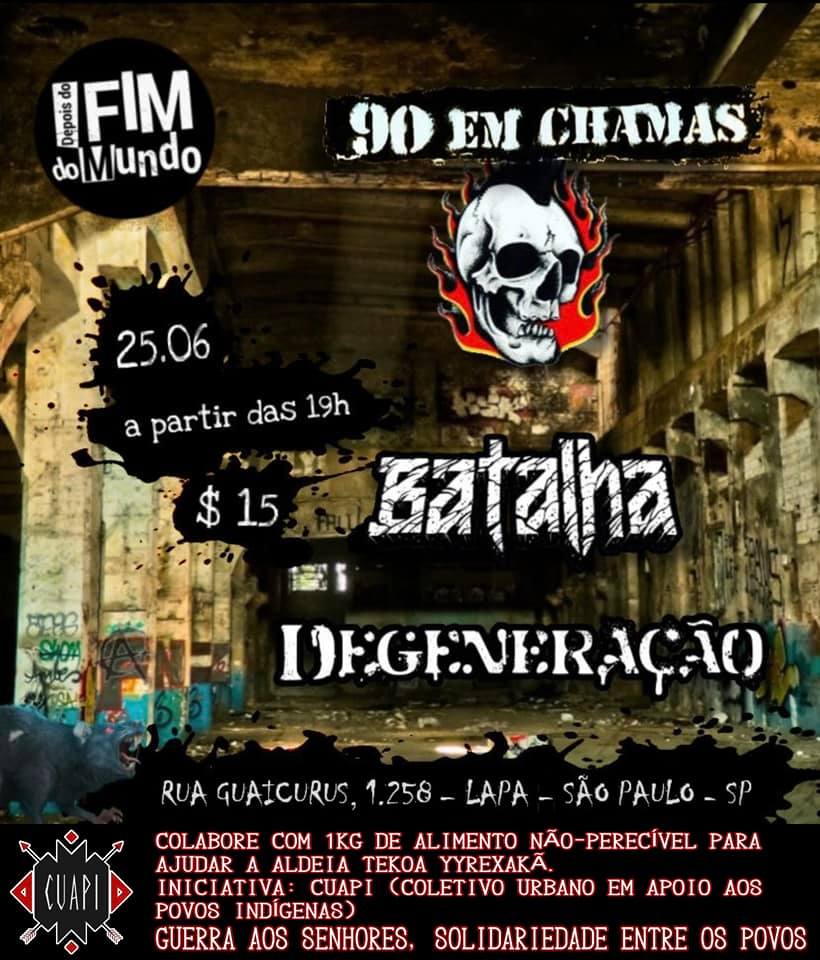 Depois do
FIM
do Mundo
90 EM CHAMAS
25.06
a partir das 19h
$ 15
Batalha
DEGENERAÇÃO
RUA GUAICURUS, 1.258 - LAPA - SÃO PAULO - SP
CUAPI
COLABORE COM 1KG DE ALIMENTO NÃO-PERECÍVEL PARA
AJUDAR A ALDEIA TEKOA YYREXAKÃ.
INICIATIVA: CUAPI (COLETIVO URBANO EM APOIO AOS
POVOS INDÍGENAS)
GUERRA AOS SENHORES, SOLIDARIEDADE ENTRE OS POVOS